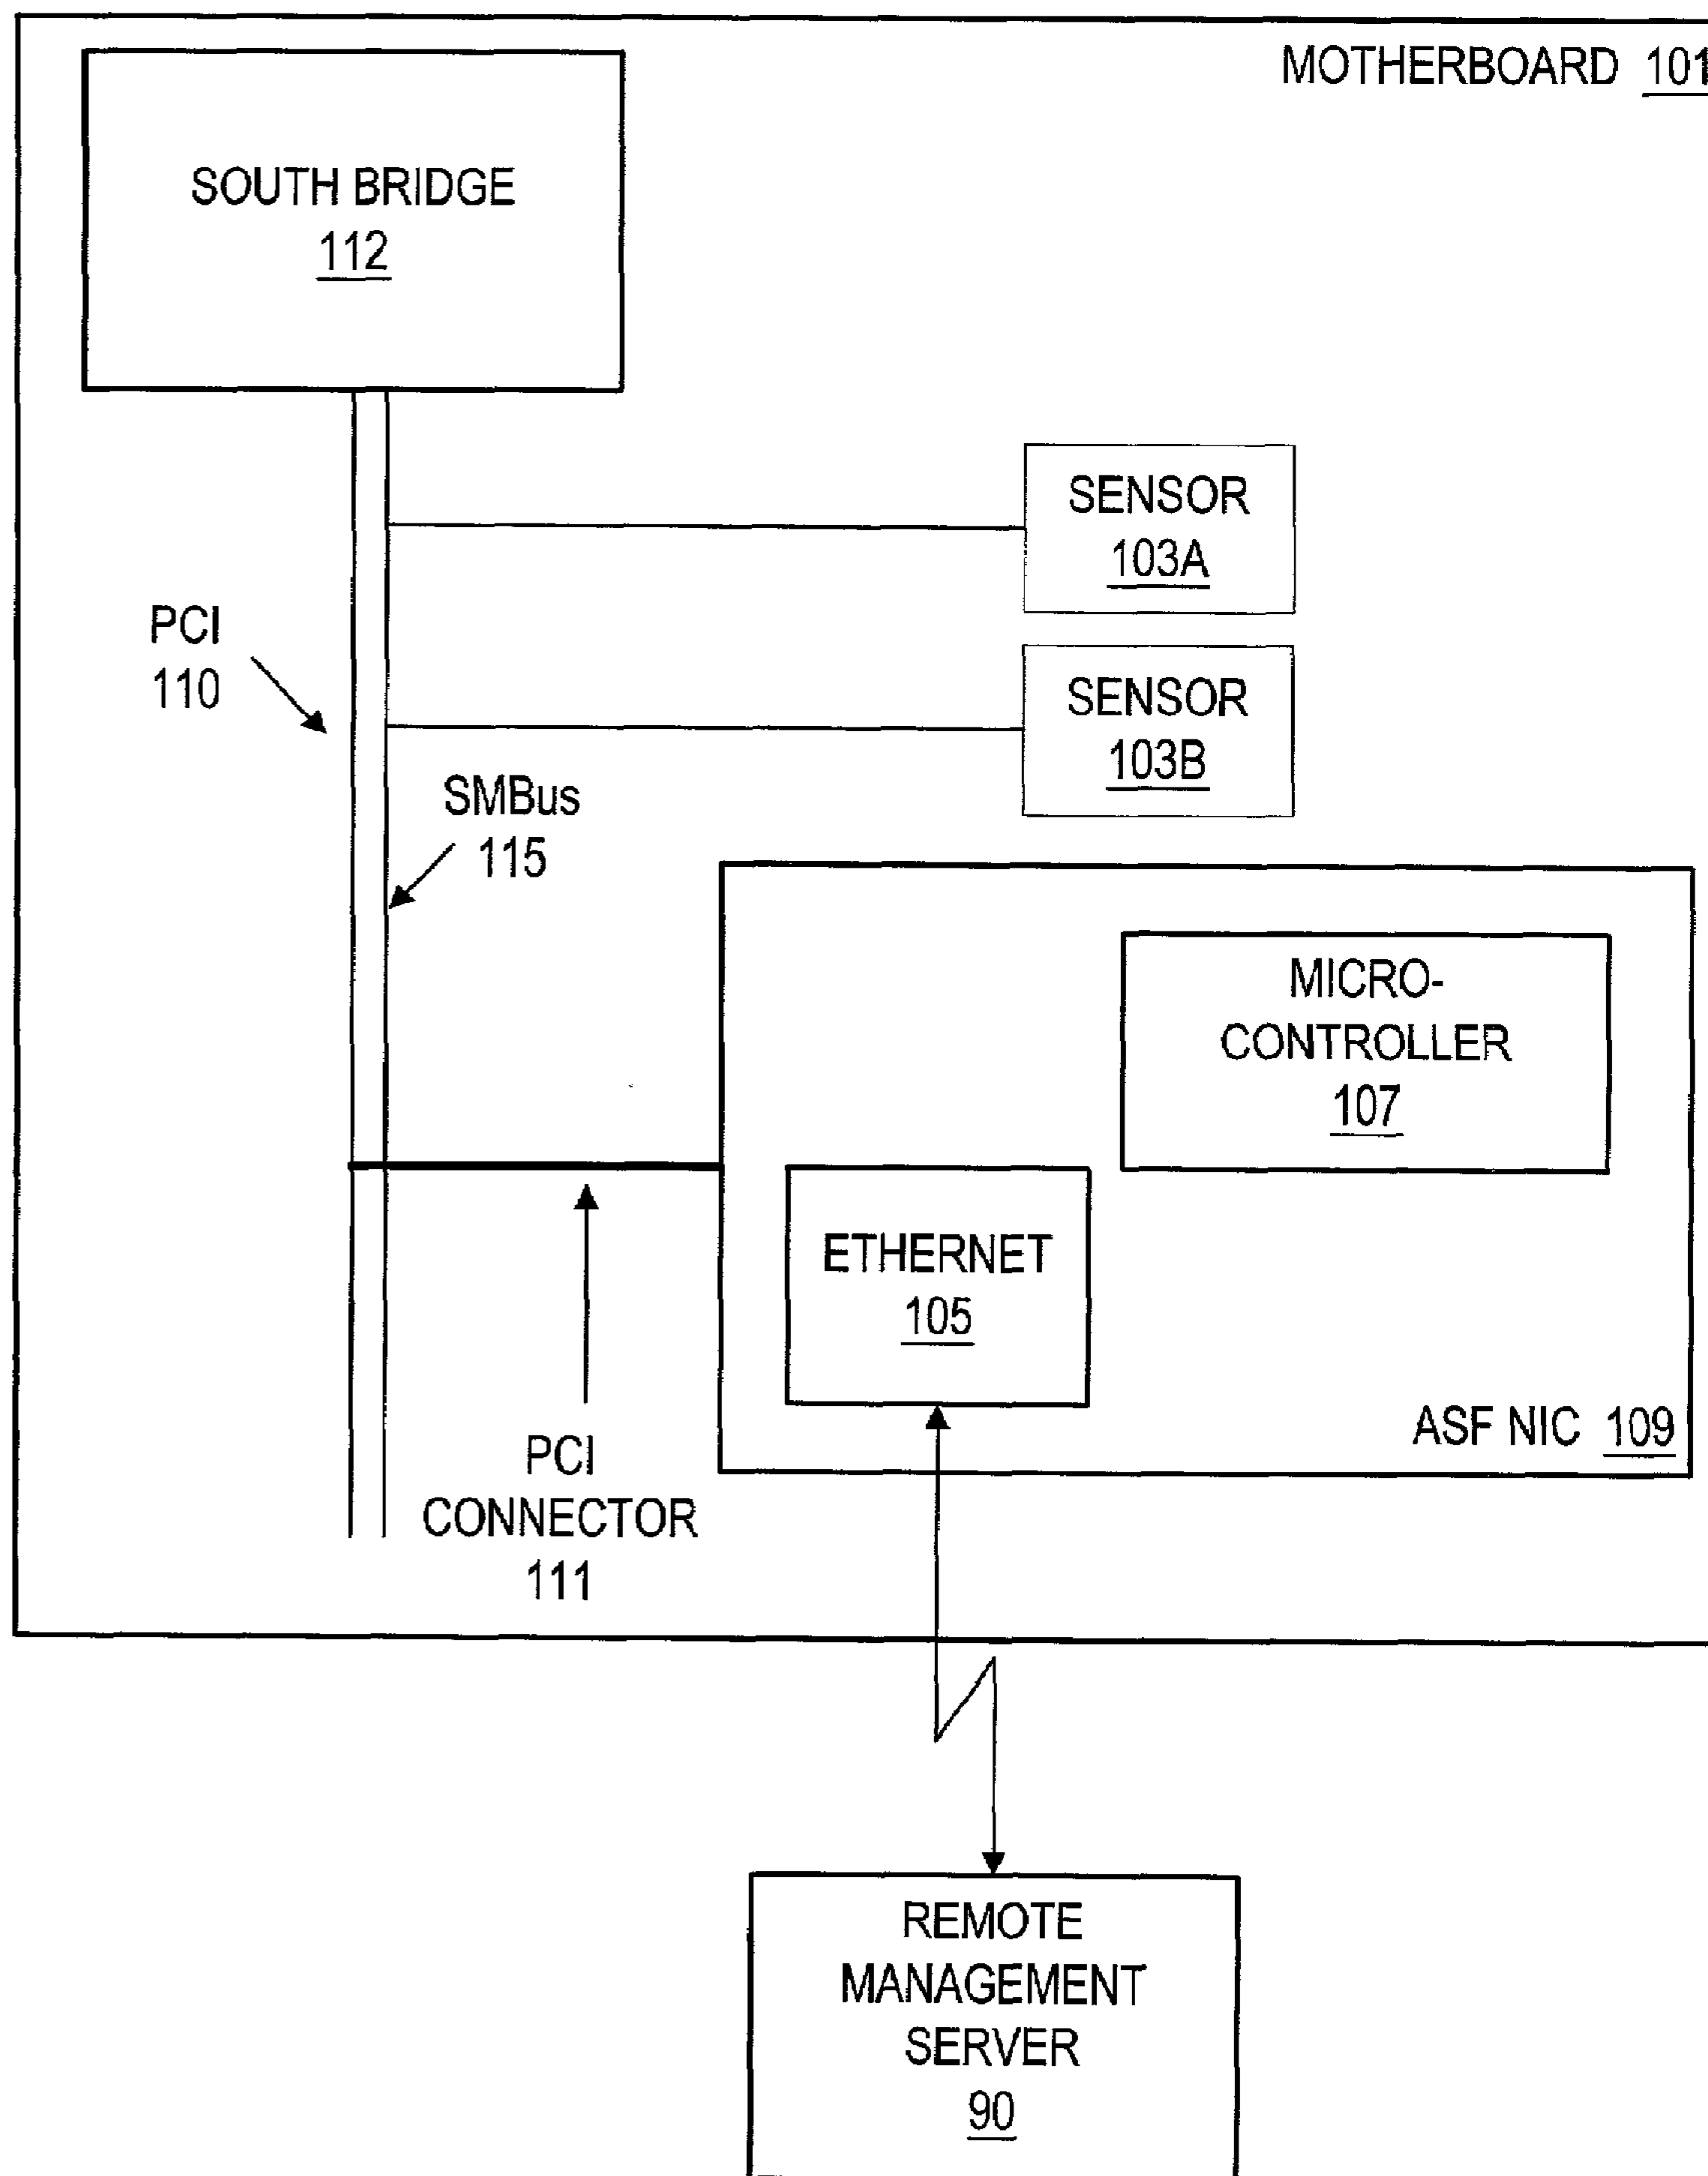 MOTHERBOARD 101
SOUTH BRIDGE
112
SENSOR
103A
PCI
110
SENSOR
103B
SMBus
115
MICRO-
CONTROLLER
107
ETHERNET
105
ASF NIC 109
PCI
CONNECTOR
111
REMOTE
MANAGEMENT
SERVER
90